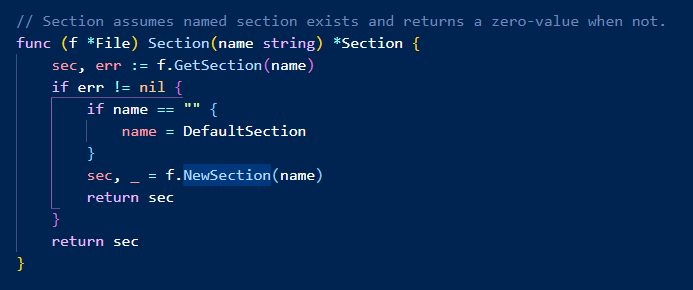 // Section assumes named section exists and returns a zero-value when not.
func (f *File) Section(name string) *Section {
    sec, err := f.GetSection(name)
    if err != nil {
        if name == "" {
            name = DefaultSection
        }
        sec, _ = f.NewSection(name)
        return sec
    }
    return sec
}